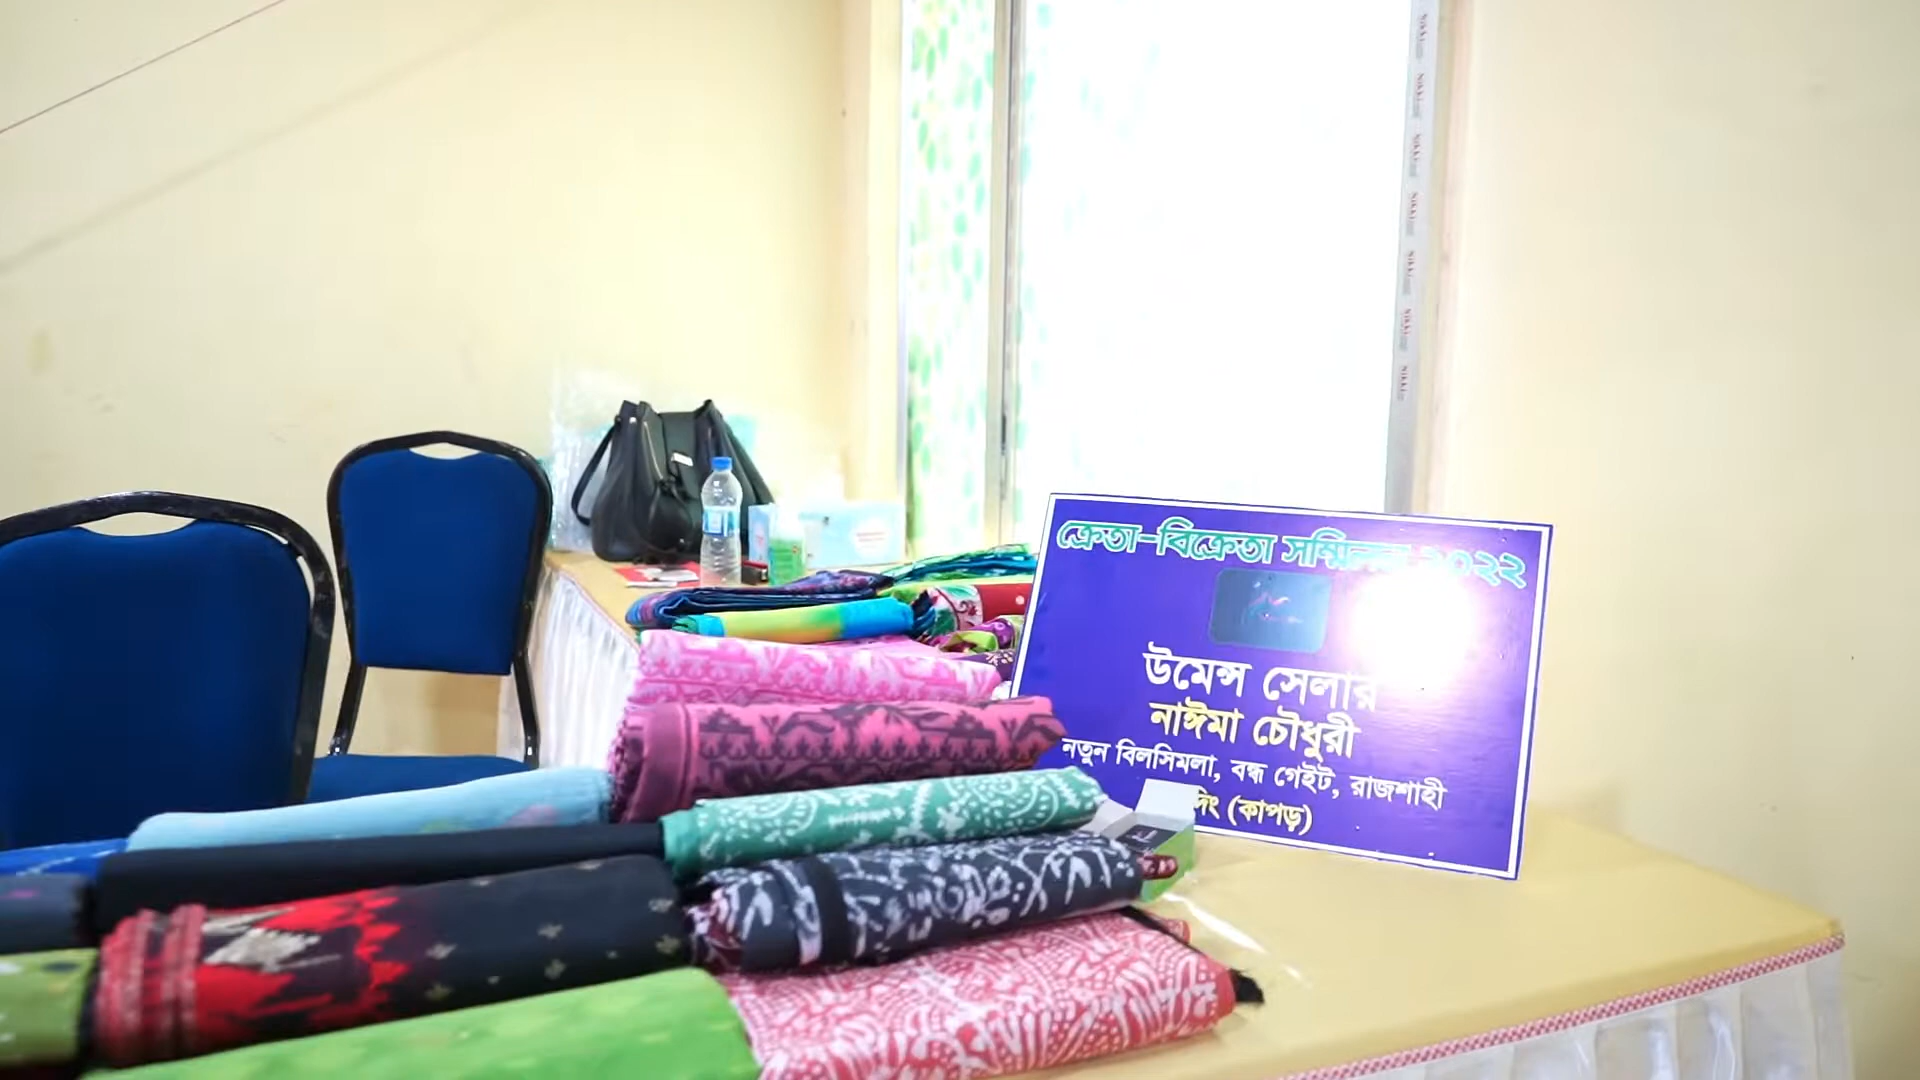 ক্রেতা-বিক্রেতা সম্মিলন ২০২২
উমেন্স সেলার
নাঈমা চৌধুরী
নতুন বিলসিমলা, বন্ধ গেইট, রাজশাহী
(কাপড়)